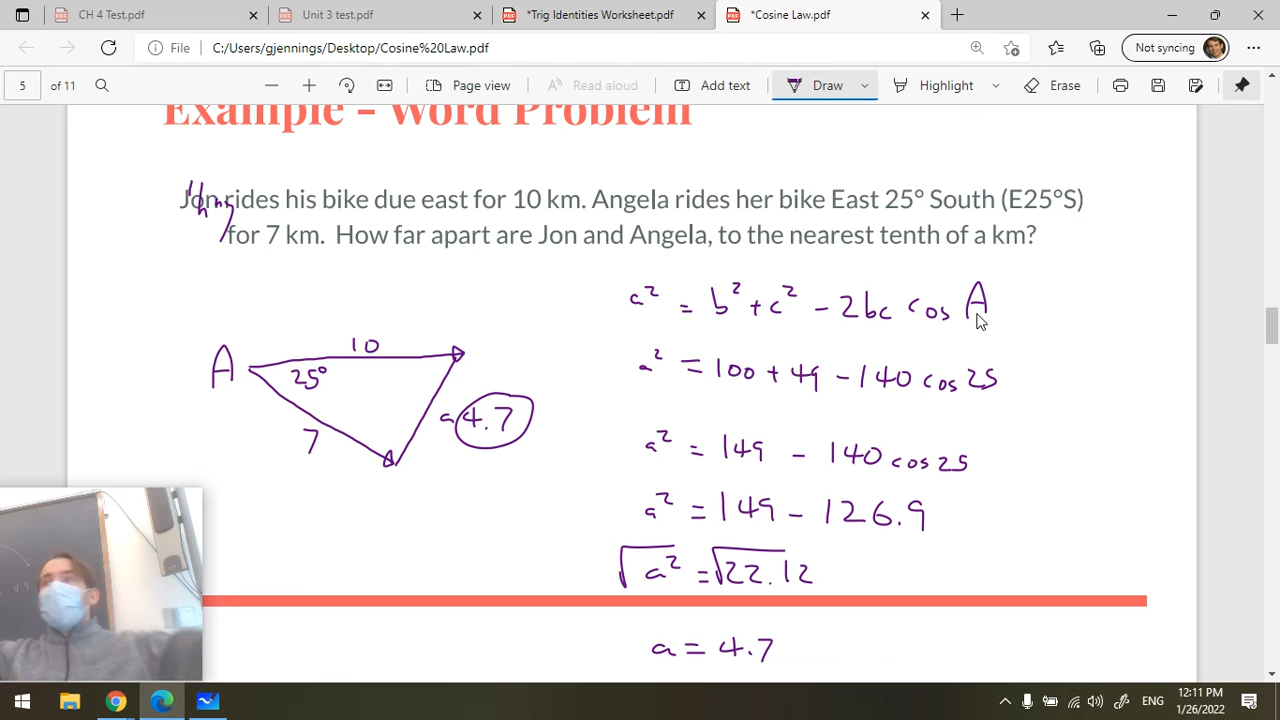 CH 4 Test.pdf
Unit 3 test.pdf
*Trig Identities Worksheet.pdf
*Cosine Law.pdf
File C:/Users/gjennings/Desktop/Cosine%20Law.pdf
Not syncing
5 of 11
Page view
Read aloud
Add text
Draw
Highlight
Erase
Example - Word Problem
Jon rides his bike due east for 10 km. Angela rides her bike East 25° South (E25°S)
for 7 km. How far apart are Jon and Angela, to the nearest tenth of a km?
a² = b² + c² - 2bc cos A
10
A
25°
a² = 100 + 49 - 140 cos 25
a 4.7
7
a² = 149 - 140 cos 25
a² = 149 - 126.9
√a² = √22.12
a = 4.7
ENG
12:11 PM
1/26/2022